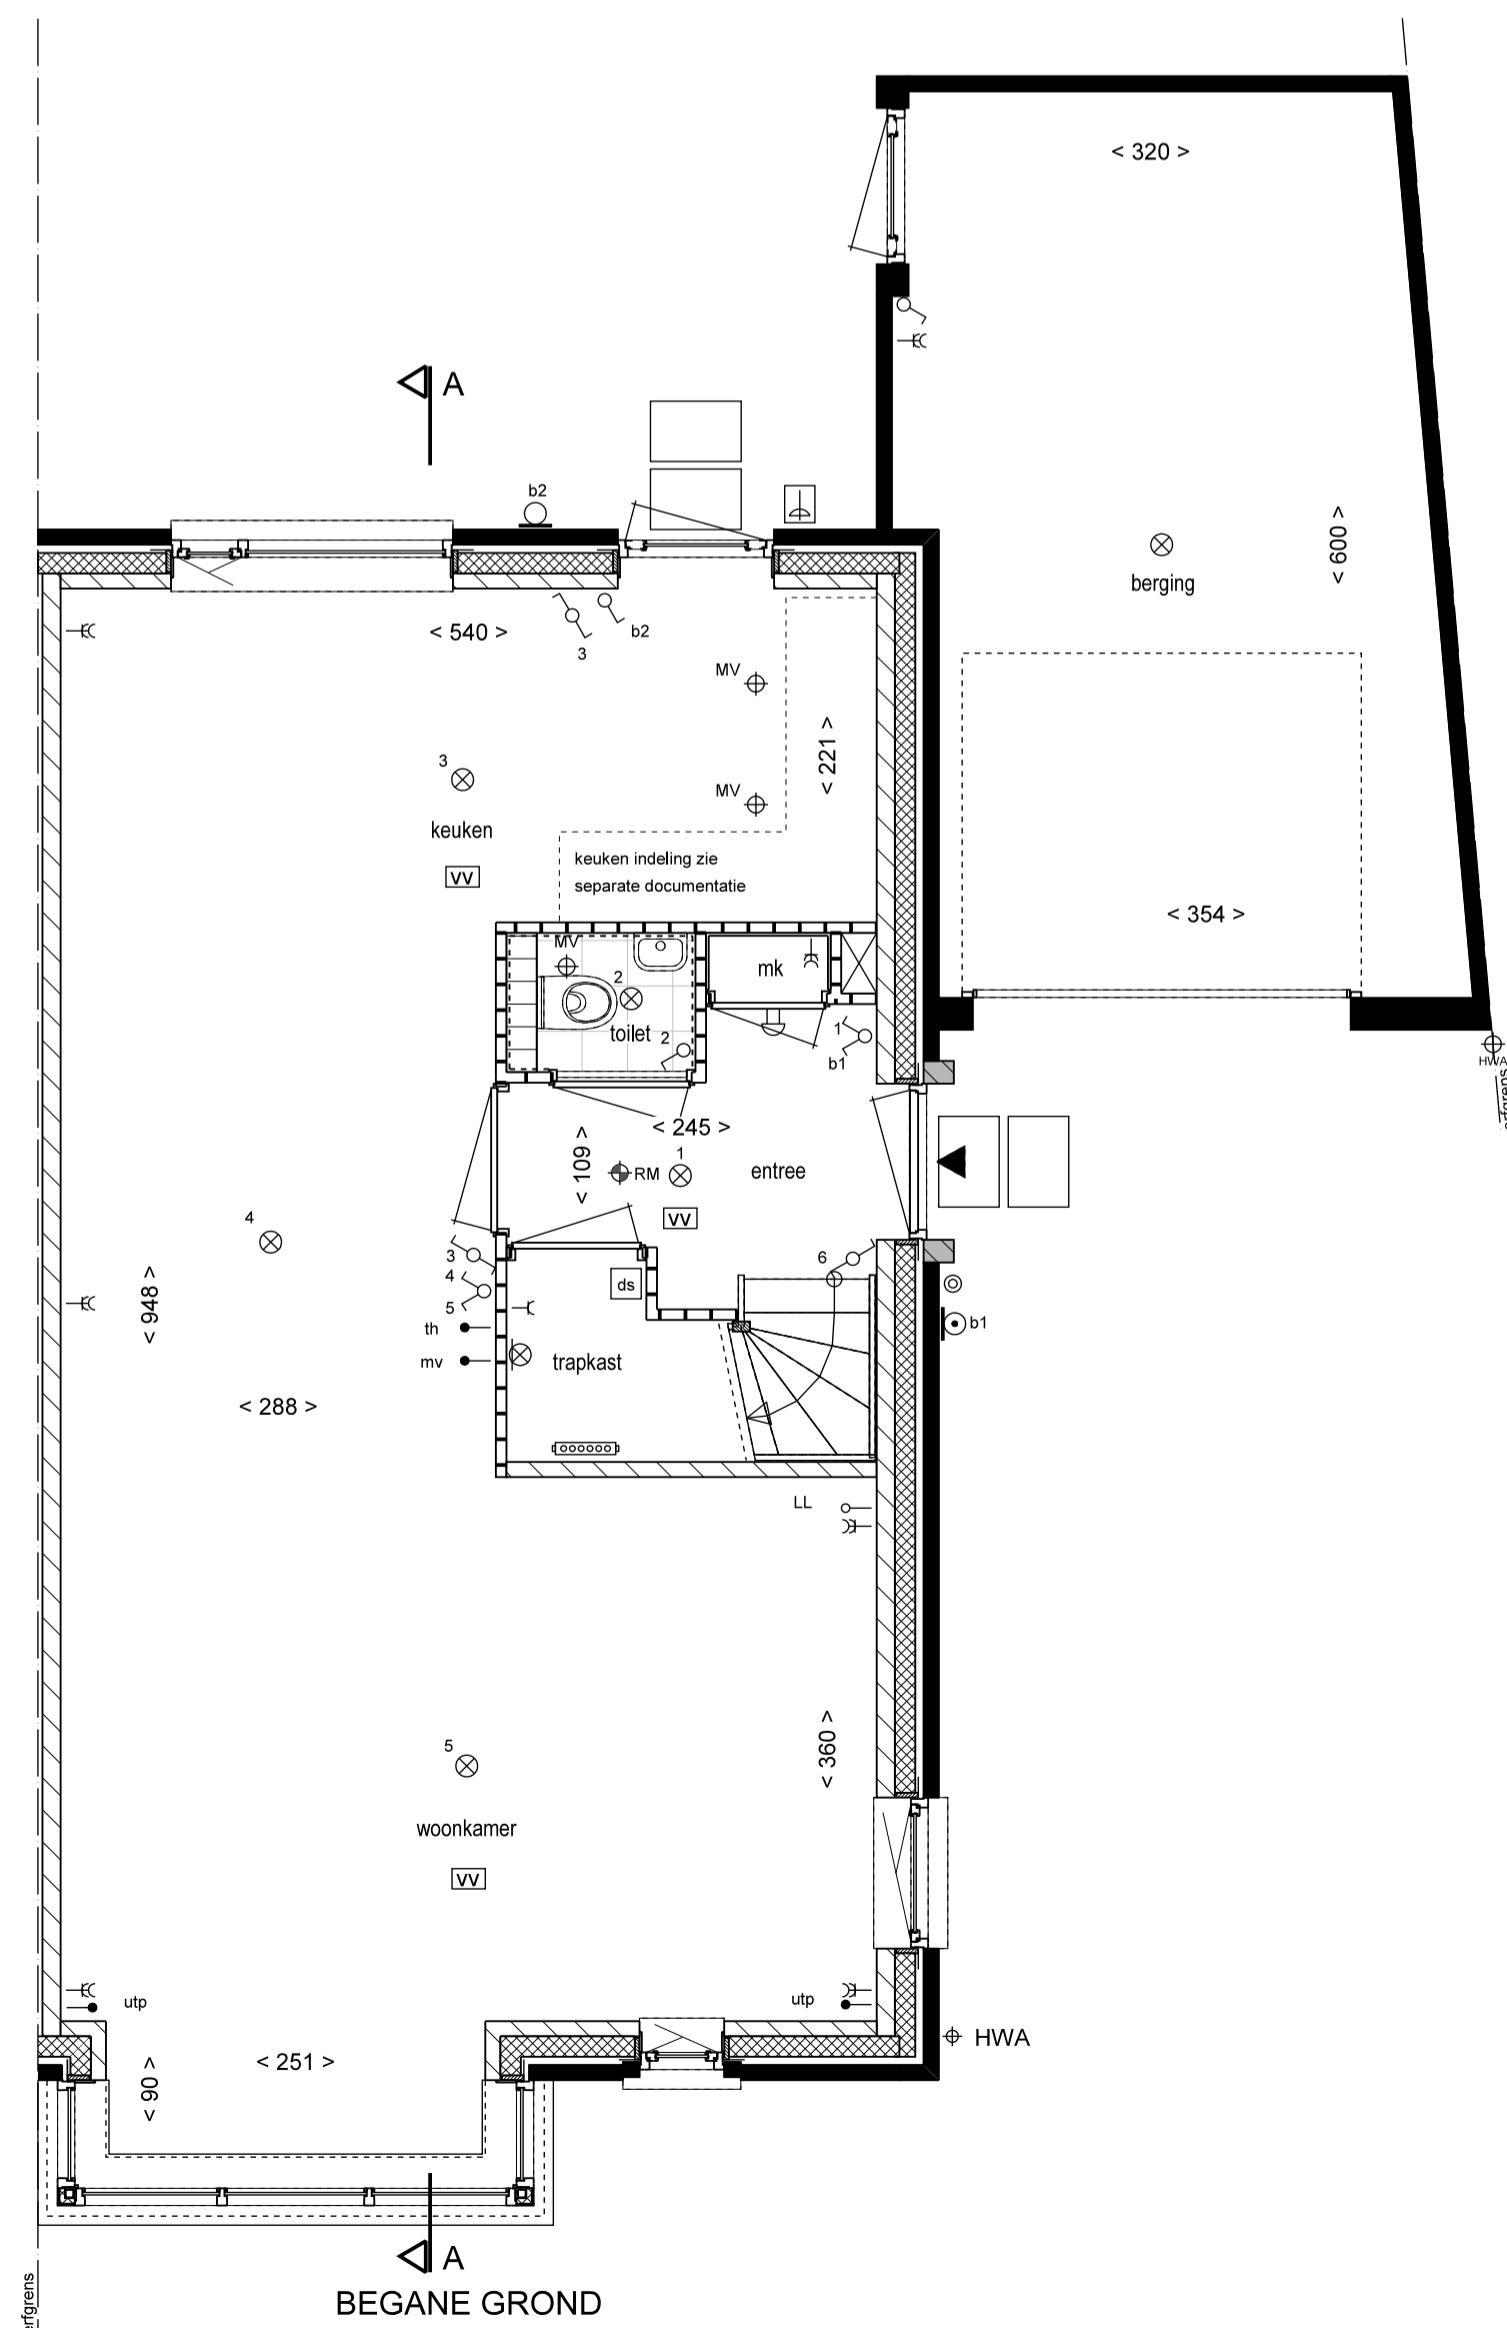 < 320 >
A
b2
< 600 >
berging
< 540 >
b2
3
MV
< 221 >
3
MV
keuken
keuken indeling zie
separate documentatie
VV
< 354 >
MV
mk
2
toilet
2
1
b1
HWA
erfgrens
< 245 >
< 109 >
1
RM
entree
VV
4
3
6
4
ds
5
< 948 >
th
b1
mv
trapkast
< 288 >
LL
< 360 >
5
woonkamer
VV
utp
utp
HWA
< 251 >
< 90 >
A
BEGANE GROND
erfgrens